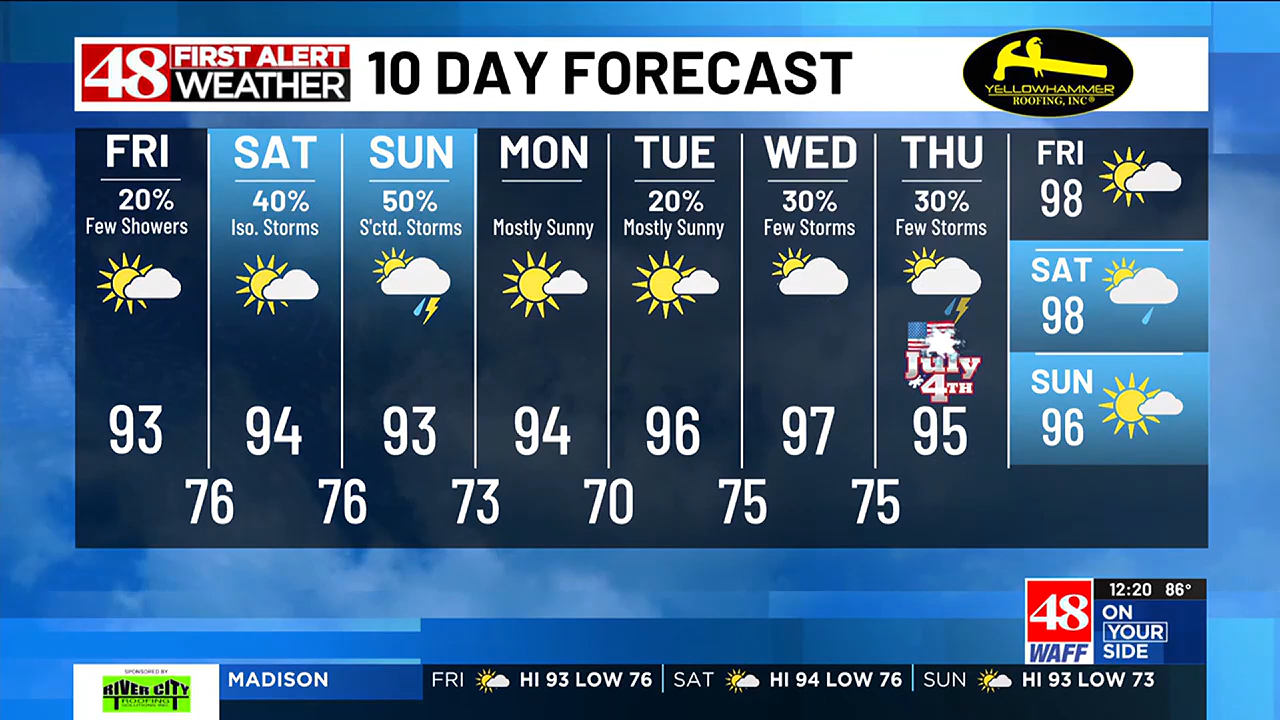 48 FIRST ALERT WEATHER
10 DAY FORECAST
YELLOWHAMMER
ROOFING, INC®
FRI
20%
Few Showers
93
SAT
40%
Iso. Storms
94
SUN
50%
S'ctd. Storms
93
MON
Mostly Sunny
94
TUE
20%
Mostly Sunny
96
WED
30%
Few Storms
97
THU
30%
Few Storms
July
4TH
95
76 76 73 70 75 75
FRI
98
SAT
98
SUN
96
48
WAFF
12:20 86°
ON
YOUR
SIDE
SPONSORED BY
RIVER CITY
ROOFING
SOLUTIONS INC.
MADISON
FRI HI 93 LOW 76 SAT HI 94 LOW 76 SUN HI 93 LOW 73